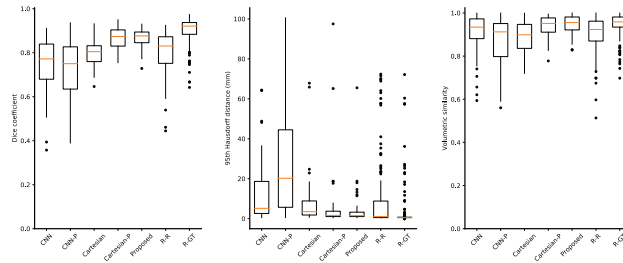 1.0
0.8
0.6
0.4
0.2
0.0
Dice coefficient
CNN
CNN-P
Cartesian
Cartesian-P
Proposed
R-R
R-GT
100
80
60
40
20
0
95th Hausdorff distance (mm)
CNN
CNN-P
Cartesian
Cartesian-P
Proposed
R-R
R-GT
1.0
0.8
0.6
0.4
0.2
0.0
Volumetric similarity
CNN
CNN-P
Cartesian
Cartesian-P
Proposed
R-R
R-GT